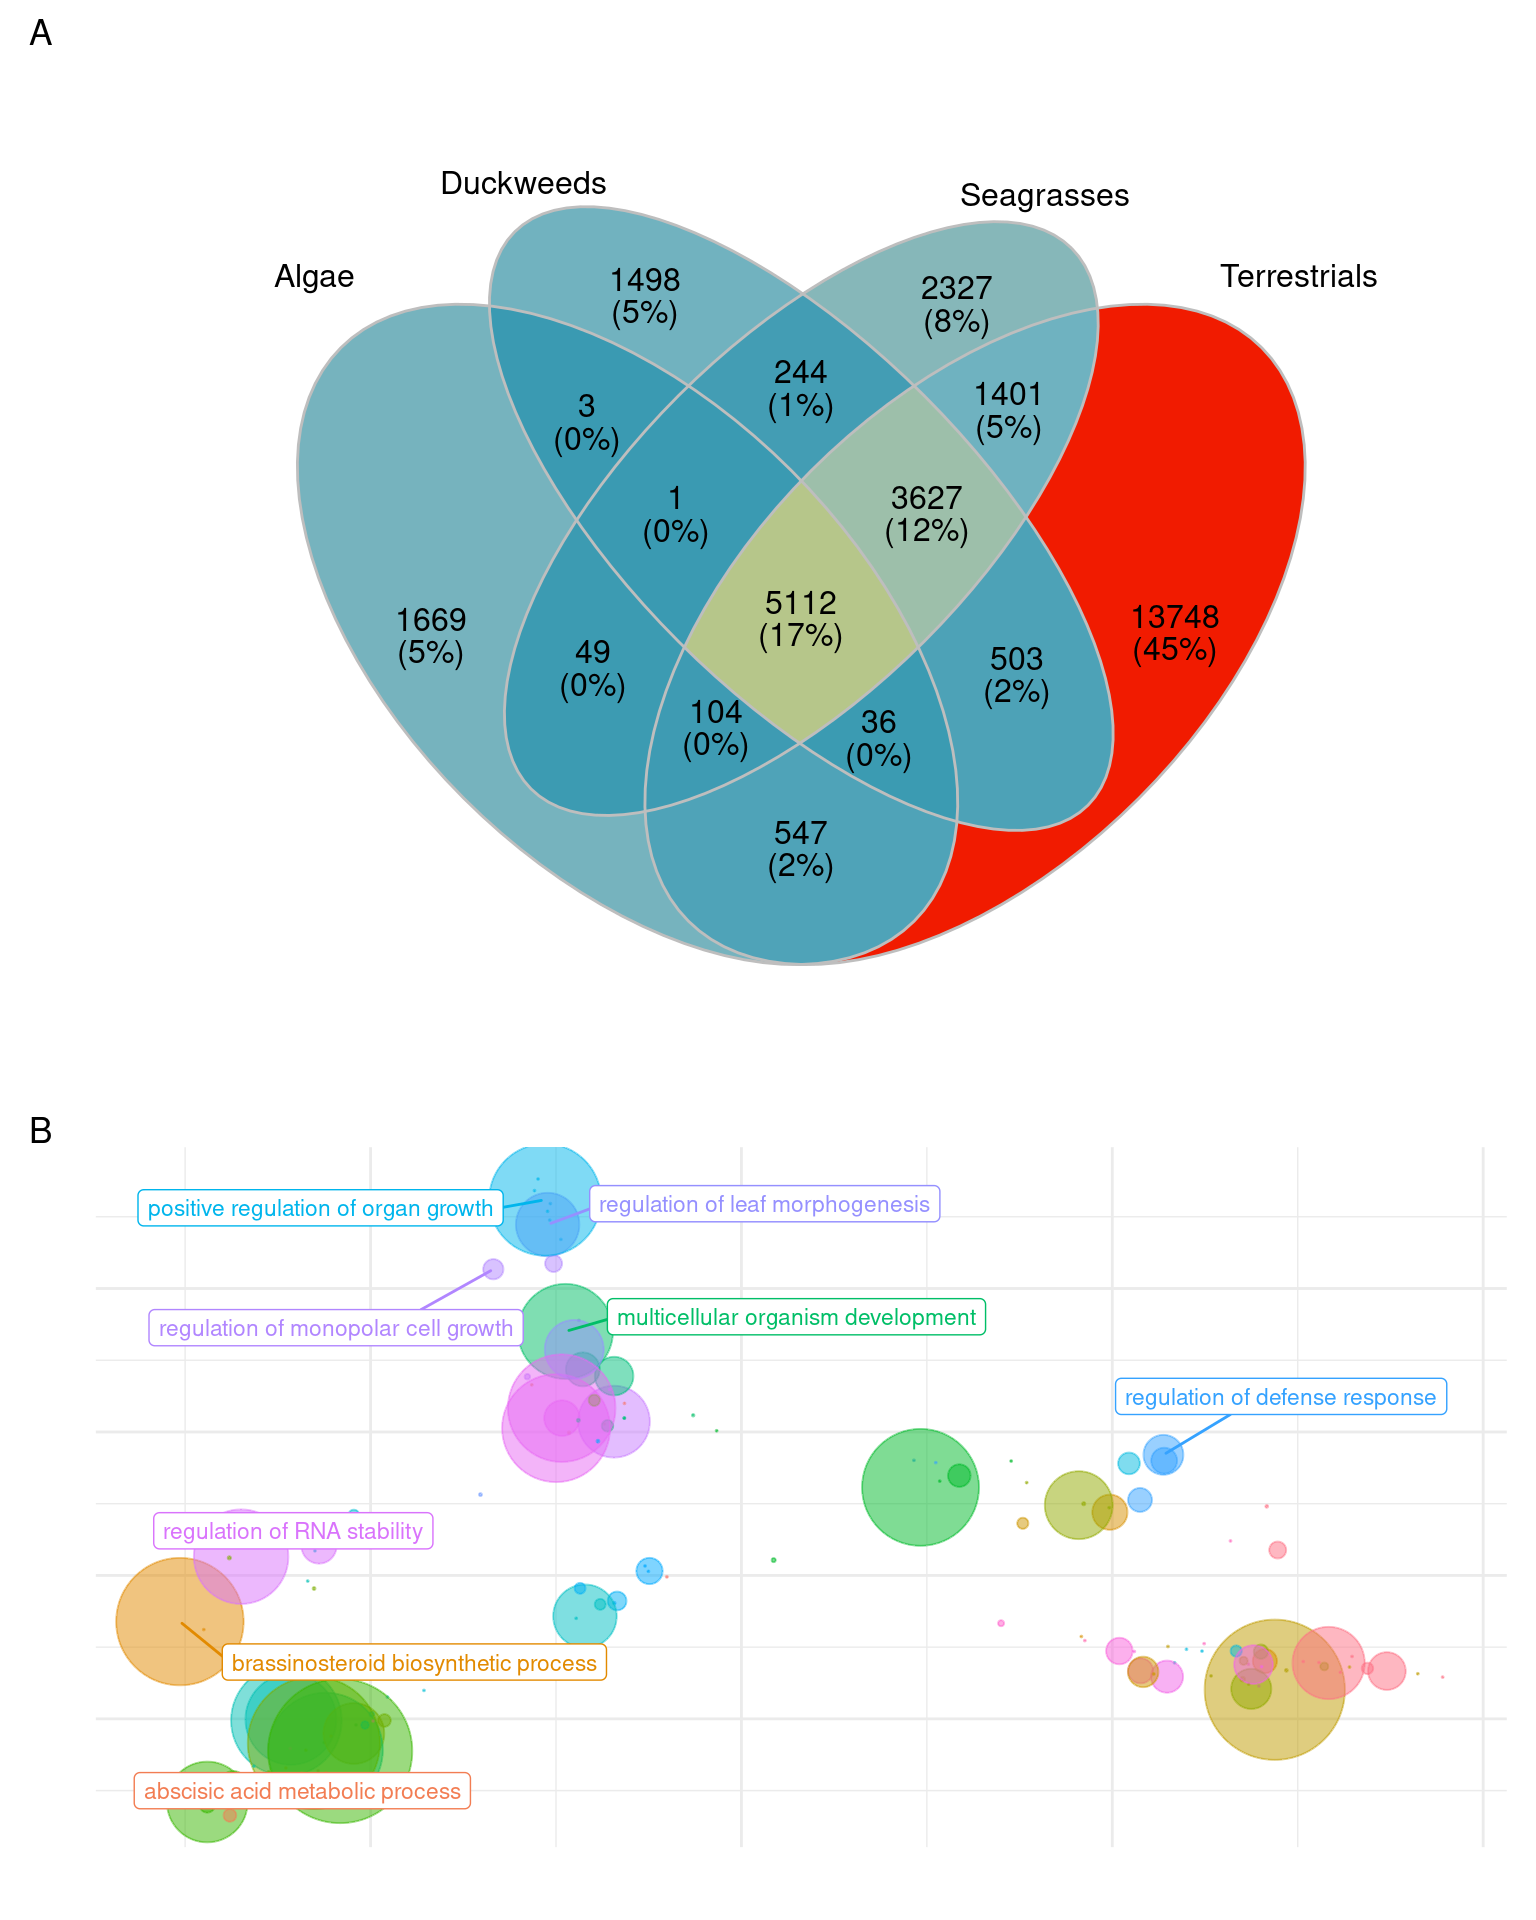 A
Duckweeds
Seagrasses
Algae
Terrestrials
1498
(5%)
2327
(8%)
244
(1%)
1401
(5%)
3
(0%)
1
(0%)
3627
(12%)
5112
(17%)
1669
(5%)
13748
(45%)
49
(0%)
503
(2%)
104
(0%)
36
(0%)
547
(2%)
B
positive regulation of organ growth
regulation of leaf morphogenesis
regulation of monopolar cell growth
multicellular organism development
regulation of defense response
regulation of RNA stability
brassinosteroid biosynthetic process
abscisic acid metabolic process